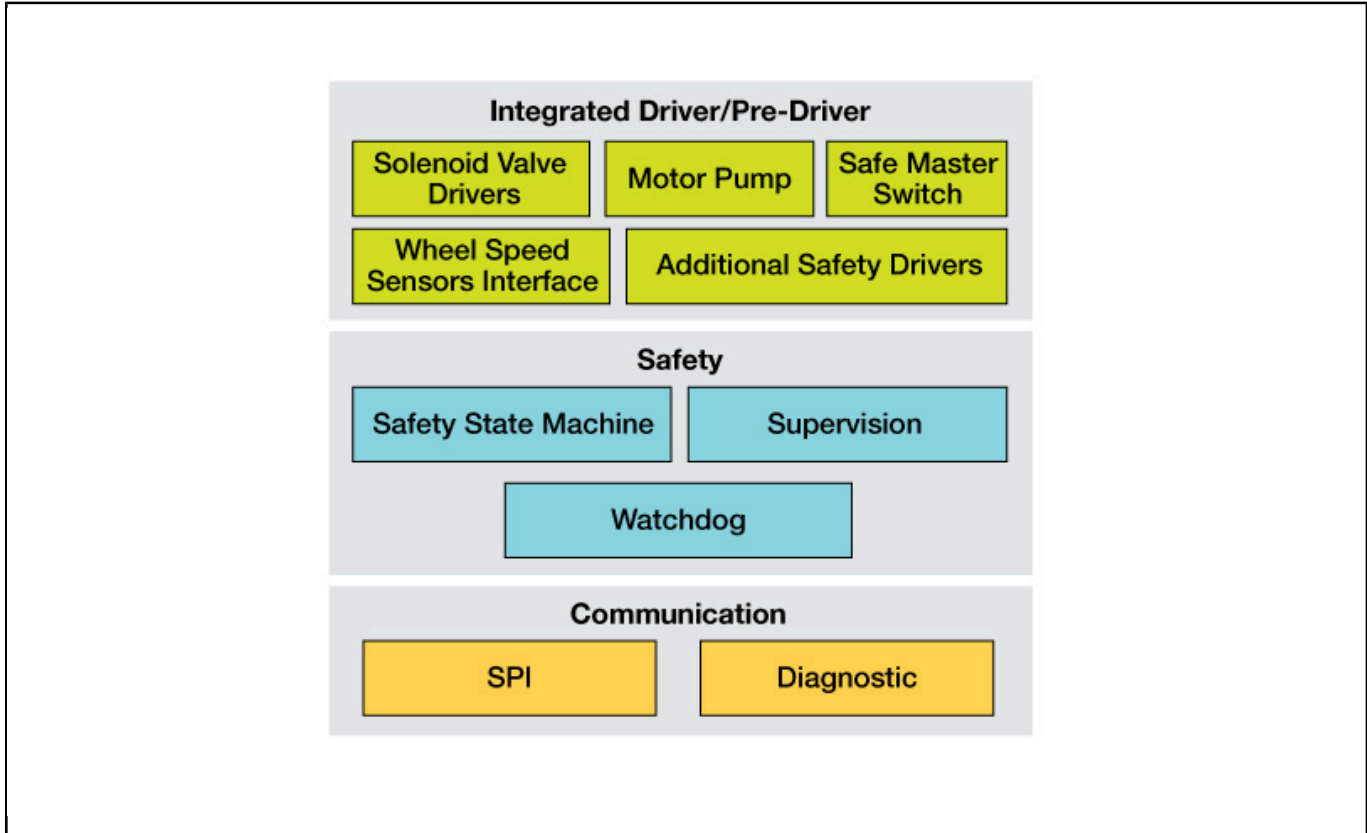 Integrated Driver/Pre-Driver
Solenoid Valve
Drivers
Motor Pump
Safe Master
Switch
Wheel Speed
Sensors Interface
Additional Safety Drivers
Safety
Safety State Machine
Supervision
Watchdog
Communication
SPI
Diagnostic